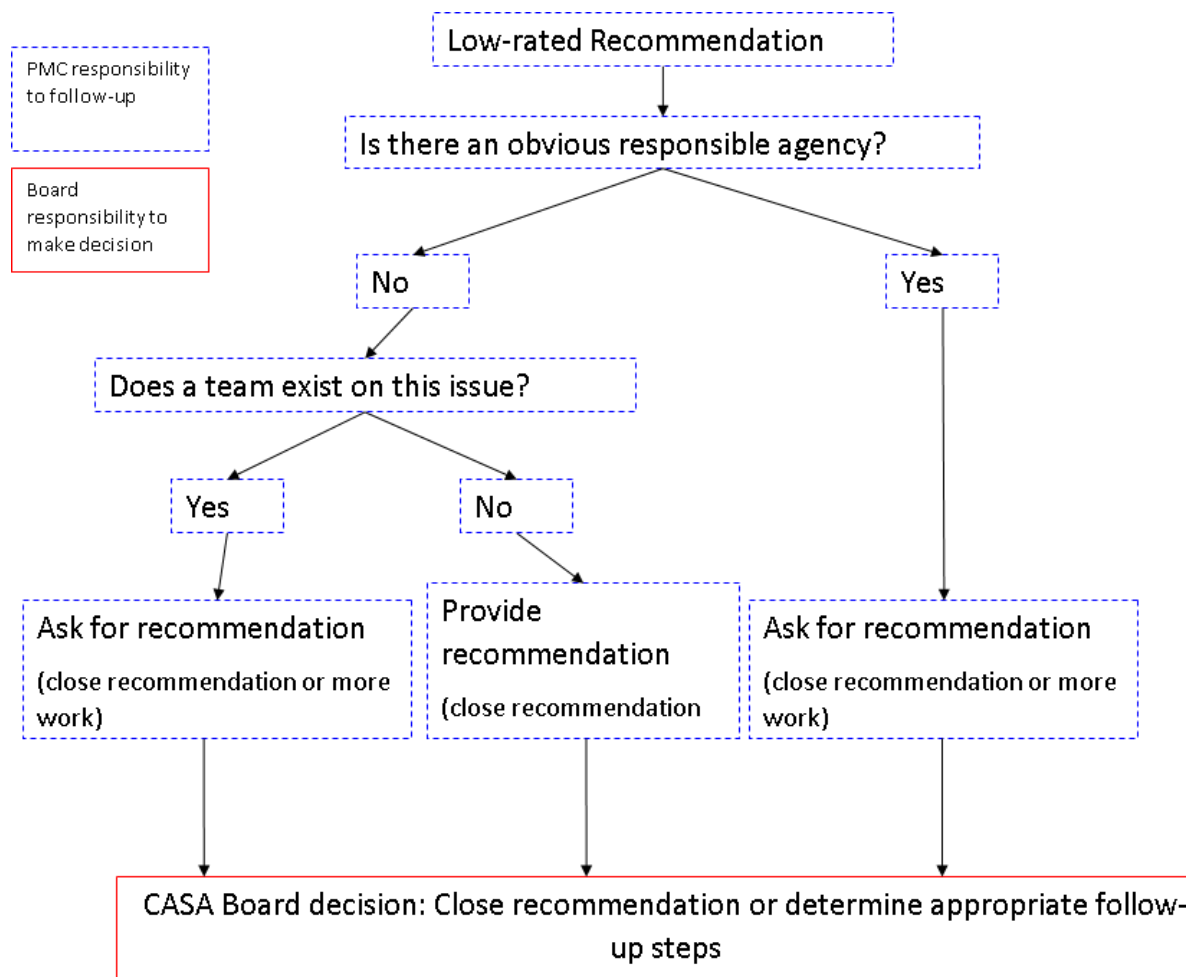 PMC responsibility
to follow-up
Board
responsibility to
make decision
Low-rated Recommendation
Is there an obvious responsible agency?
No
Yes
Does a team exist on this issue?
Yes
No
Ask for recommendation
(close recommendation or more
work)
Provide
recommendation
(close recommendation
Ask for recommendation
(close recommendation or more
work)
CASA Board decision: Close recommendation or determine appropriate follow-
up steps